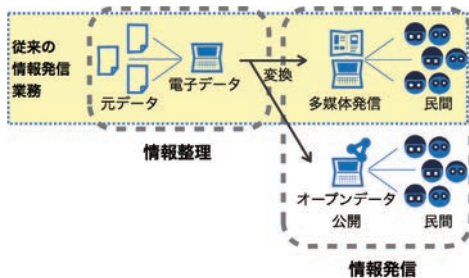 従来の
情報発信
業務
元データ
電子データ
変換
多媒体発信
民間
情報整理
オープンデータ
公開
民間
情報発信